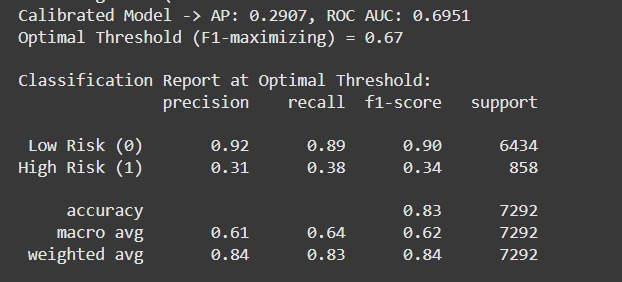 Calibrated Model -> AP: 0.2907, ROC AUC: 0.6951
Optimal Threshold (F1-maximizing) = 0.67
Classification Report at Optimal Threshold:
precision recall f1-score support
Low Risk (0) 0.92 0.89 0.90 6434
High Risk (1) 0.31 0.38 0.34 858
accuracy 0.83 7292
macro avg 0.61 0.64 0.62 7292
weighted avg 0.84 0.83 0.84 7292